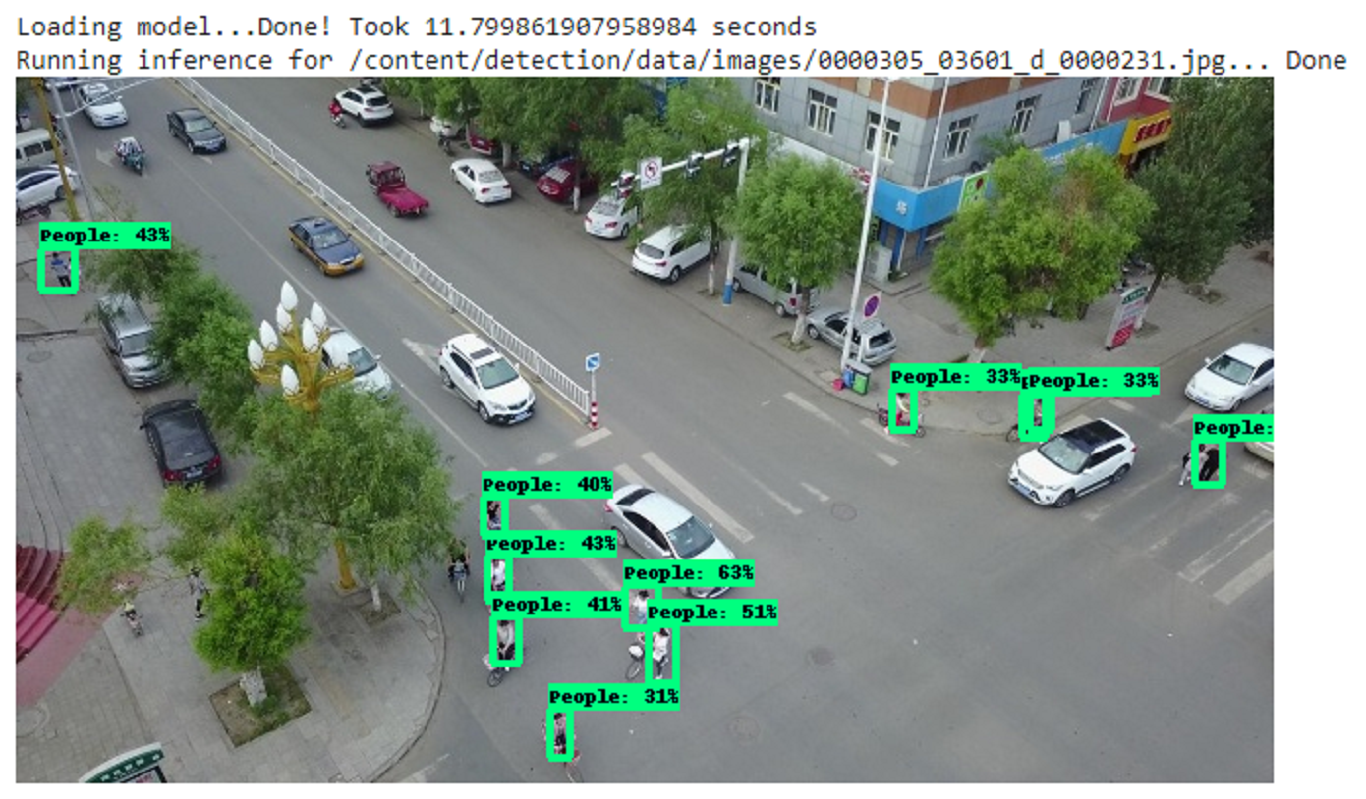 Loading model...Done! Took 11.799861907958984 seconds
Running inference for /content/detection/data/images/0000305_03601_d_0000231.jpg... Done
People: 43%
People: 33%
People: 33%
People:
People: 40%
People: 43%
People: 63%
People: 41%
People: 51%
People: 31%